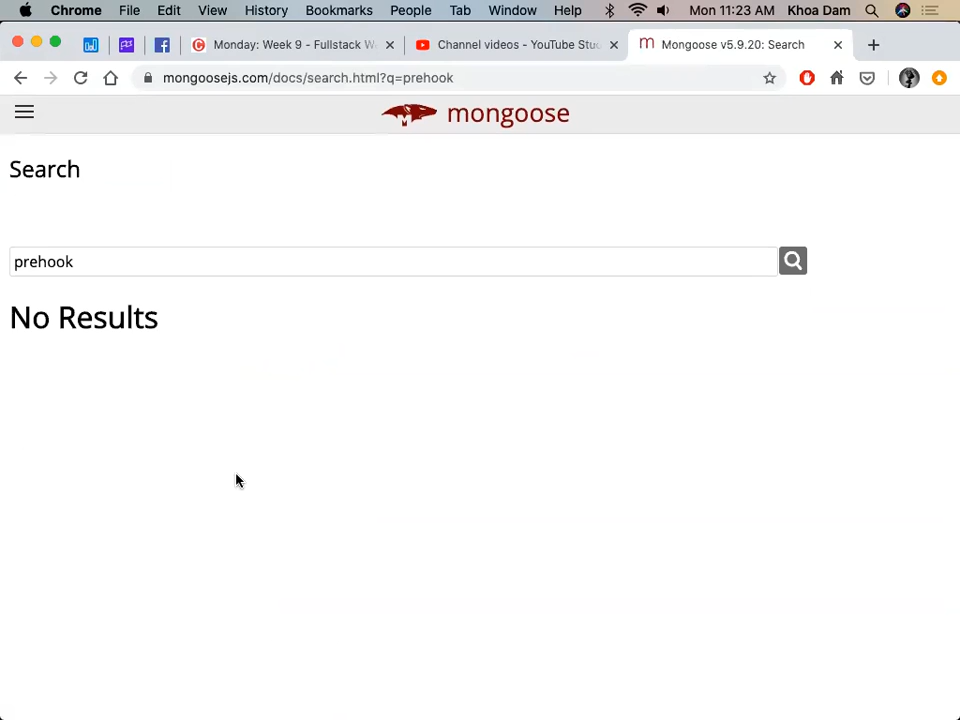 Chrome File Edit View History Bookmarks People Tab Window Help Mon 11:23 AM Khoa Dam
Monday: Week 9 - Fullstack W Channel videos - YouTube Stu Mongoose v5.9.20: Search
mongoosejs.com/docs/search.html?q=prehook
mongoose
Search
prehook
No Results